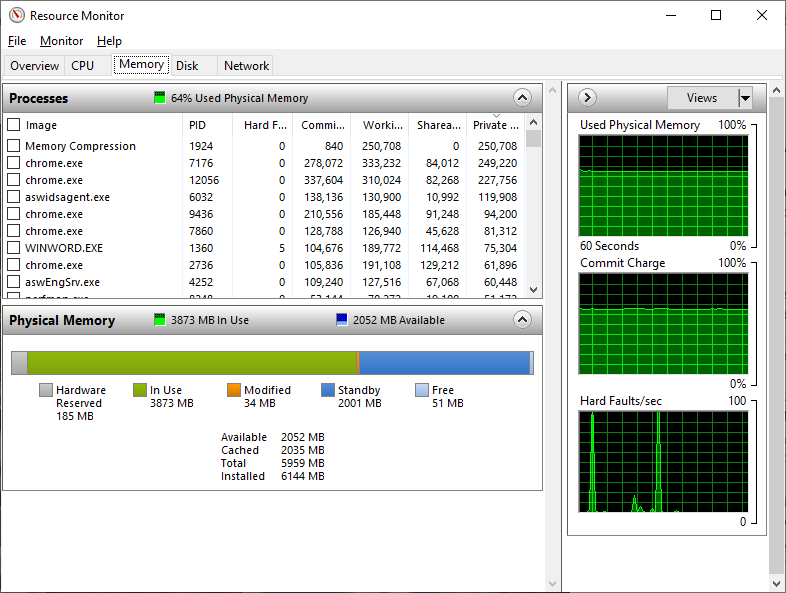 Resource Monitor
File Monitor Help
Overview CPU Memory Disk Network
Processes 64% Used Physical Memory
Image PID Hard F... Commi... Worki... Sharea... Private ...
Memory Compression 1924 0 840 250,708 0 250,708
chrome.exe 7176 0 278,072 333,232 84,012 249,220
chrome.exe 12056 0 337,604 310,024 82,268 227,756
aswidsagent.exe 6032 0 138,136 130,900 10,992 119,908
chrome.exe 9436 0 210,556 185,448 91,248 94,200
chrome.exe 7860 0 128,788 126,940 45,628 81,312
WINWORD.EXE 1360 5 104,676 189,772 114,468 75,304
chrome.exe 2736 0 105,836 191,108 129,212 61,896
aswEngSrv.exe 4252 0 109,240 127,516 67,068 60,448
Physical Memory 3873 MB In Use 2052 MB Available
Hardware Reserved 185 MB
In Use 3873 MB
Modified 34 MB
Standby 2001 MB
Free 51 MB
Available 2052 MB
Cached 2035 MB
Total 5959 MB
Installed 6144 MB
Views
Used Physical Memory 100%
60 Seconds 0%
Commit Charge 100%
0%
Hard Faults/sec 100
0